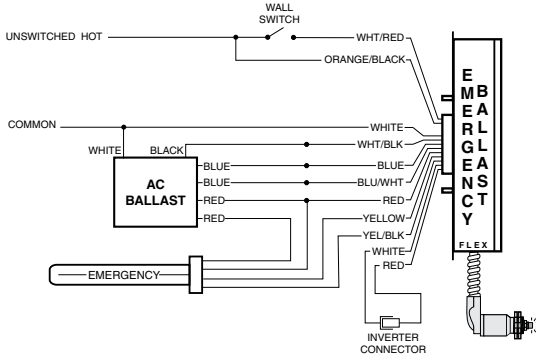 WALL
SWITCH
UNSWITCHED HOT
WHT/RED
ORANGE/BLACK
EMERGENCY
BALLAST
COMMON
WHITE
WHITE
BLACK
WHT/BLK
AC
BALLAST
BLUE
BLUE
BLUE
BLU/WHT
RED
RED
RED
YELLOW
YEL/BLK
FLEX
WHITE
RED
EMERGENCY
INVERTER
CONNECTOR